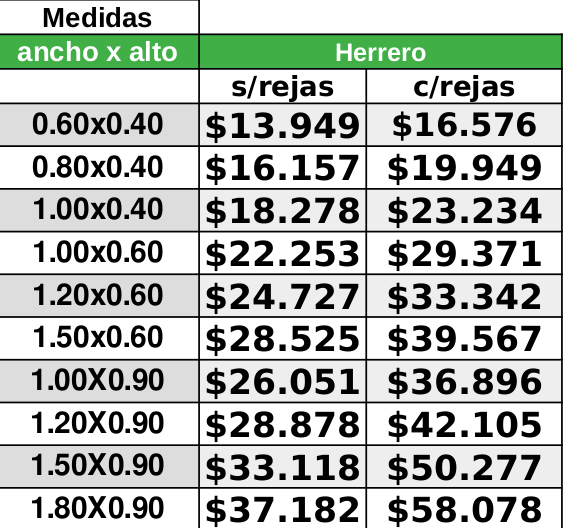 Medidas
ancho x alto Herrero
s/rejas c/rejas
0.60x0.40 $13.949 $16.576
0.80x0.40 $16.157 $19.949
1.00x0.40 $18.278 $23.234
1.00x0.60 $22.253 $29.371
1.20x0.60 $24.727 $33.342
1.50x0.60 $28.525 $39.567
1.00X0.90 $26.051 $36.896
1.20X0.90 $28.878 $42.105
1.50X0.90 $33.118 $50.277
1.80X0.90 $37.182 $58.078